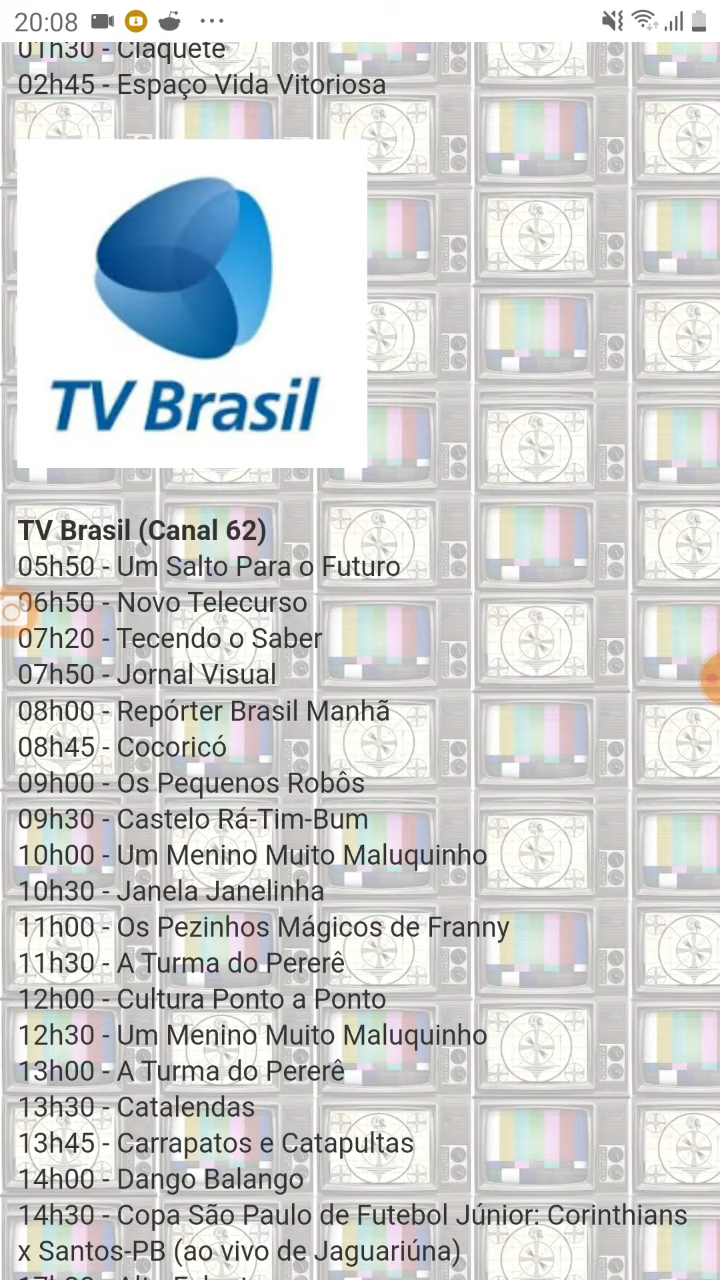 20:08
01h30 - Claquete
02h45 - Espaço Vida Vitoriosa
TV Brasil
TV Brasil (Canal 62)
05h50 - Um Salto Para o Futuro
06h50 - Novo Telecurso
07h20 - Tecendo o Saber
07h50 - Jornal Visual
08h00 - Repórter Brasil Manhã
08h45 - Cocoricó
09h00 - Os Pequenos Robôs
09h30 - Castelo Rá-Tim-Bum
10h00 - Um Menino Muito Maluquinho
10h30 - Janela Janelinha
11h00 - Os Pezinhos Mágicos de Franny
11h30 - A Turma do Pererê
12h00 - Cultura Ponto a Ponto
12h30 - Um Menino Muito Maluquinho
13h00 - A Turma do Pererê
13h30 - Catalendas
13h45 - Carrapatos e Catapultas
14h00 - Dango Balango
14h30 - Copa São Paulo de Futebol Júnior: Corinthians
x Santos-PB (ao vivo de Jaguariúna)